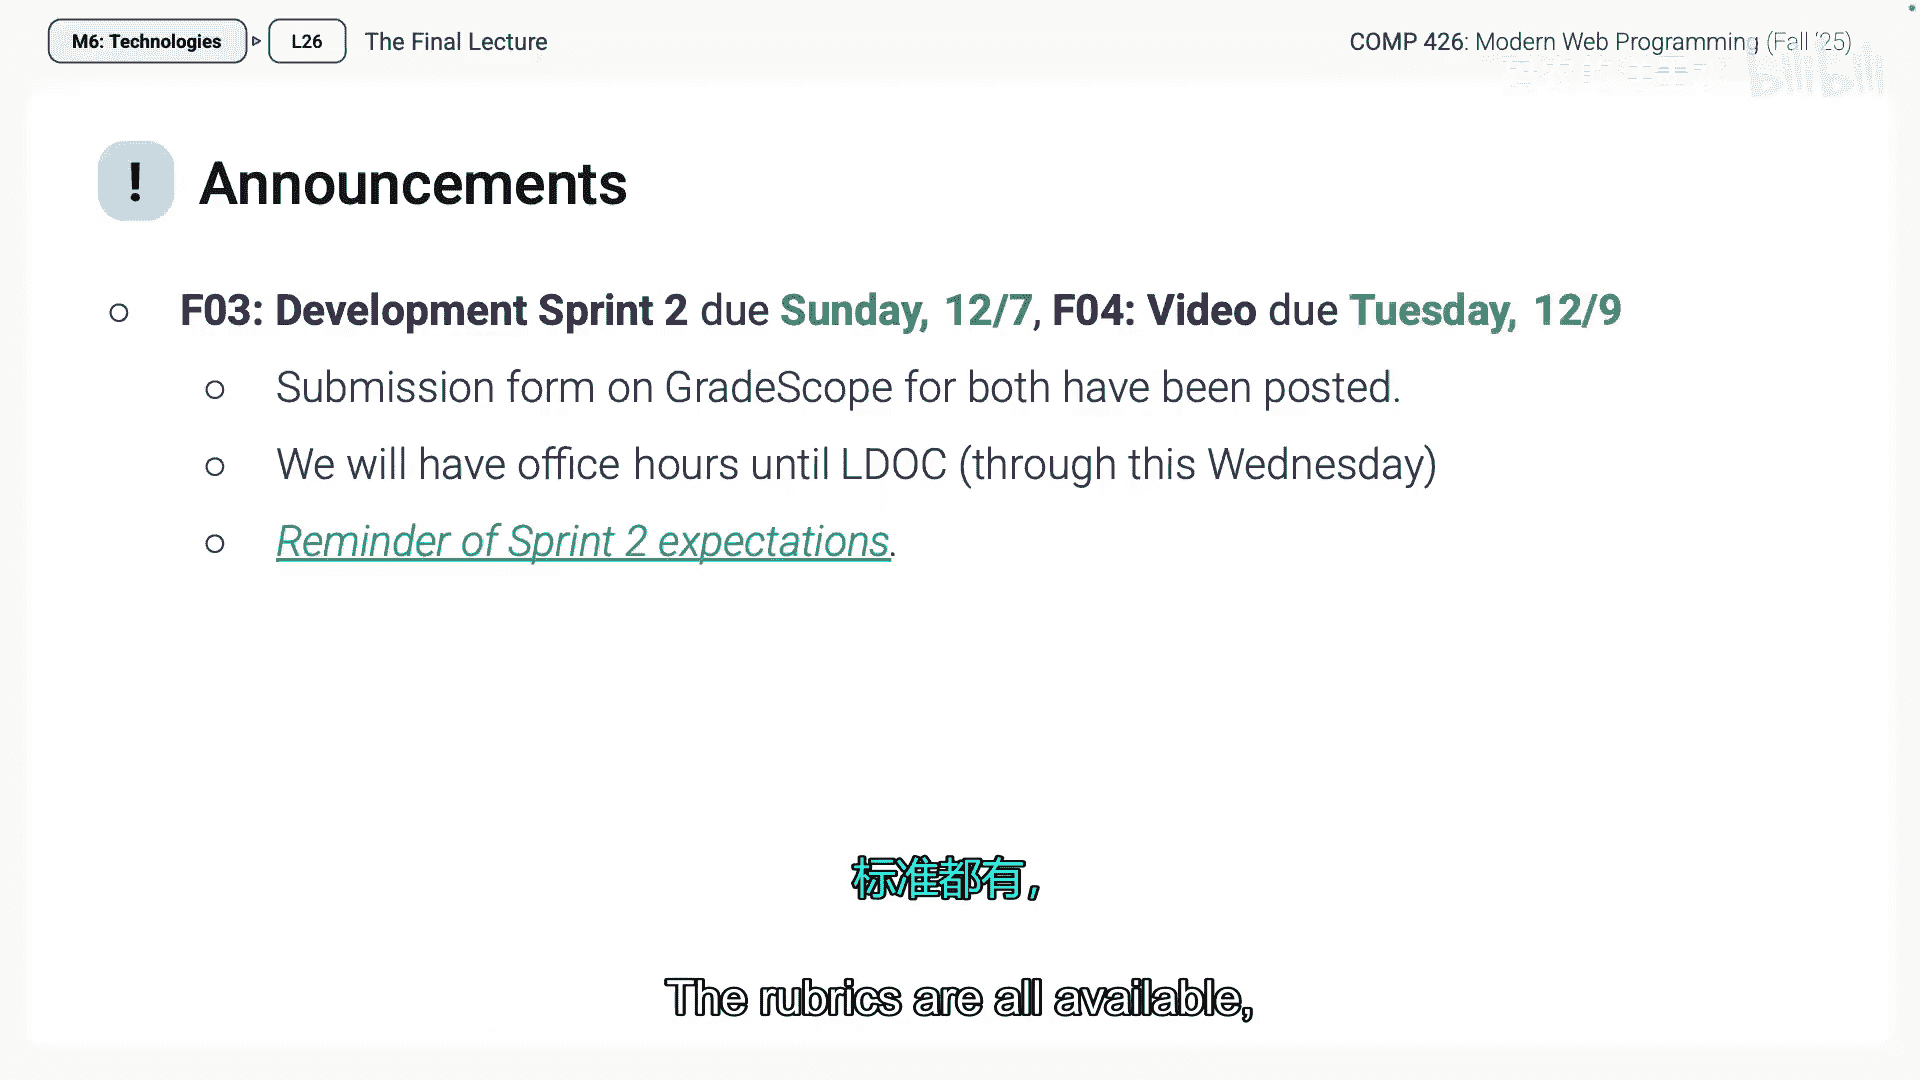 M6: Technologies L26 The Final Lecture COMP 426: Modern Web Programming (Fall '25)
bilibili
! Announcements
○ F03: Development Sprint 2 due Sunday, 12/7, F04: Video due Tuesday, 12/9
○ Submission form on GradeScope for both have been posted.
○ We will have office hours until LDOC (through this Wednesday)
○ Reminder of Sprint 2 expectations.
标准都有，
The rubrics are all available,